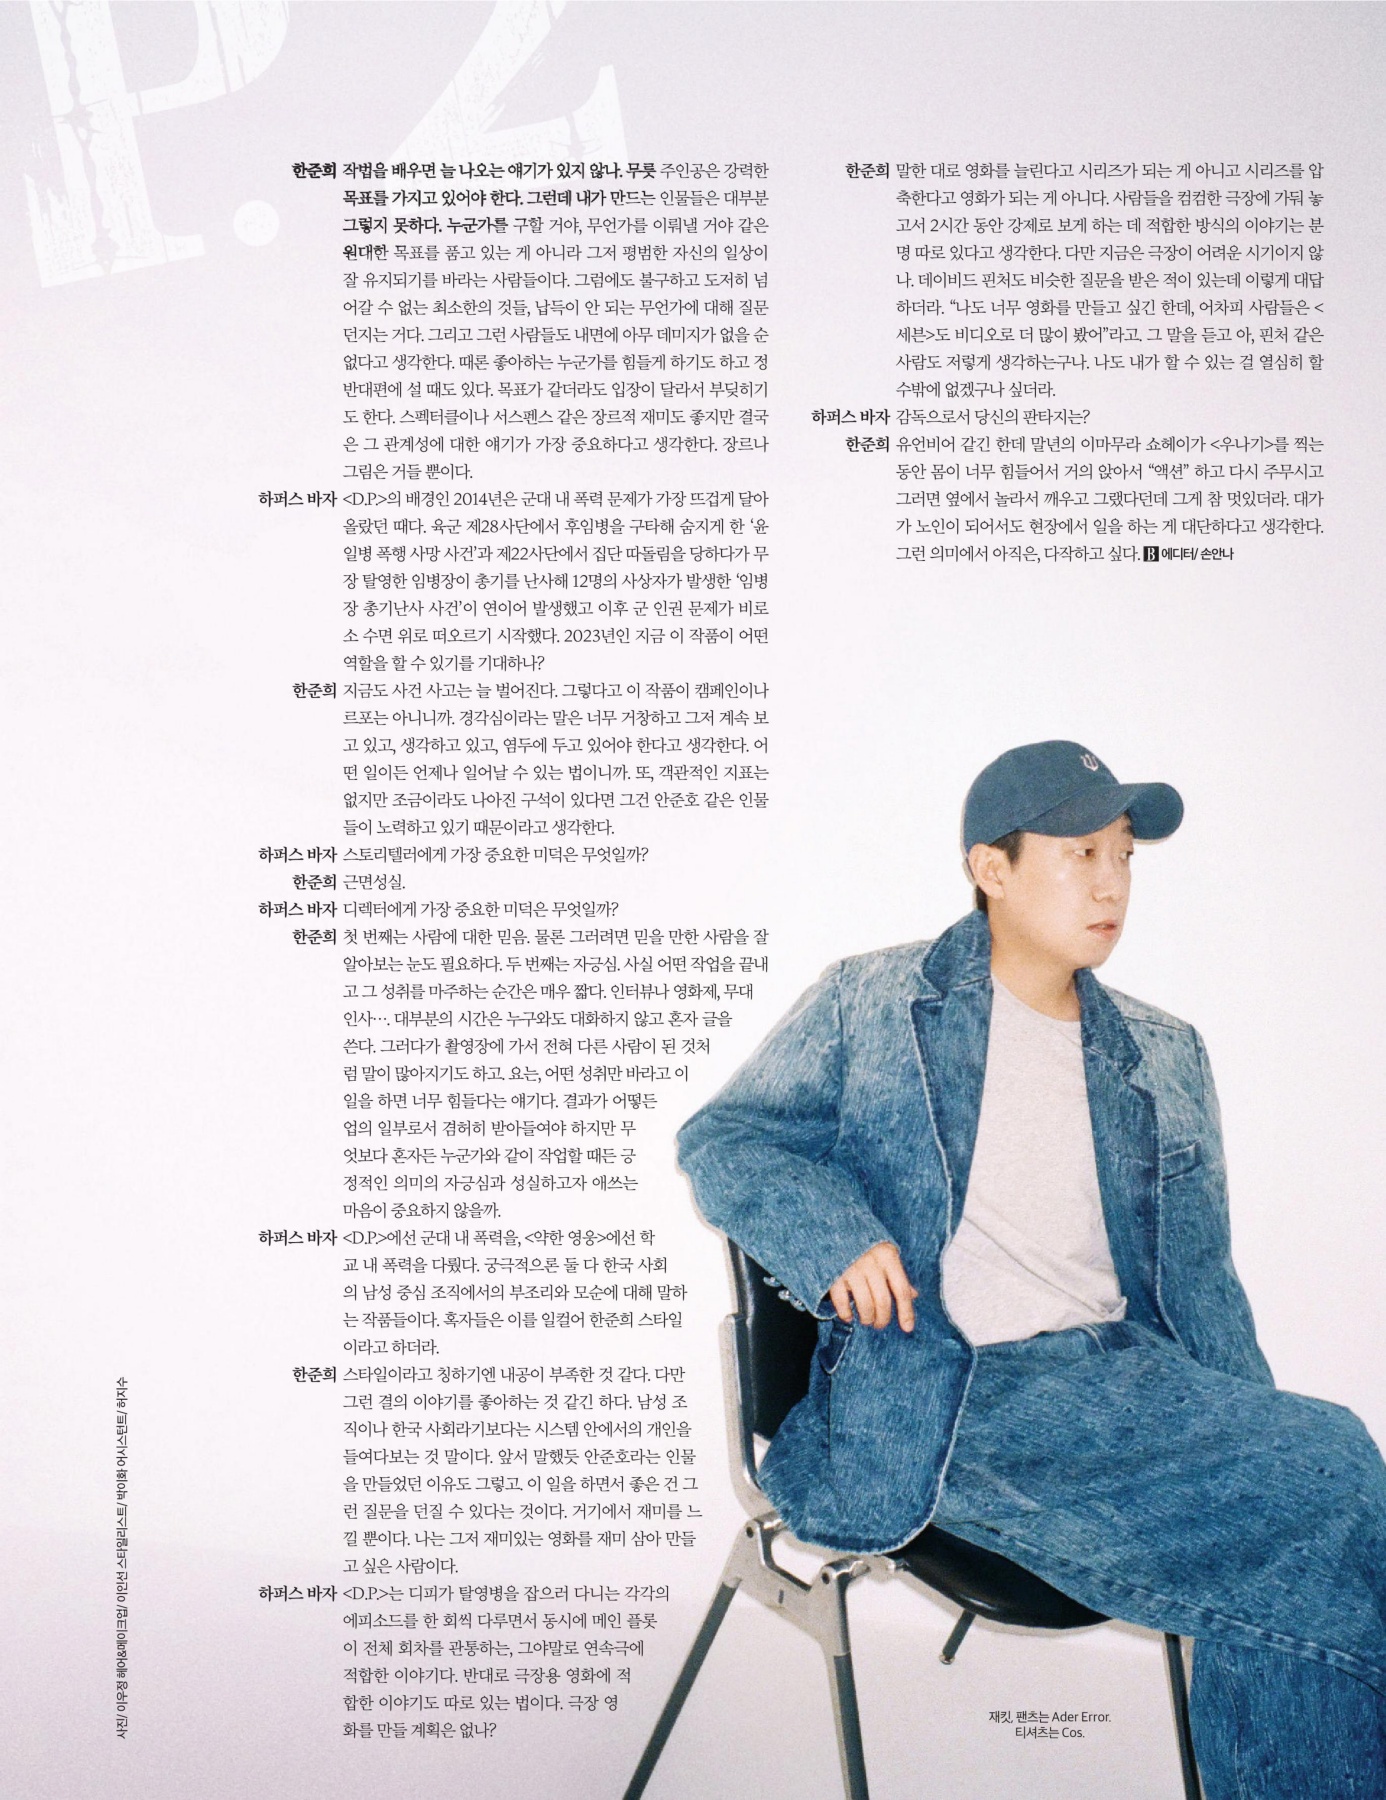 P. 2
한준희 작법을 배우면 늘 나오는 얘기가 있지 않나. 무릇 주인공은 강력한
목표를 가지고 있어야 한다. 그런데 내가 만드는 인물들은 대부분
그렇지 못하다. 누군가를 구할 거야, 무언가를 이뤄낼 거야 같은
원대한 목표를 품고 있는 게 아니라 그저 평범한 자신의 일상이
잘 유지되기를 바라는 사람들이다. 그럼에도 불구하고 도저히 넘
어갈 수 없는 최소한의 것들, 납득이 안 되는 무언가에 대해 질문
던지는 거다. 그리고 그런 사람들도 내면에 아무 데미지가 없을 순
없다고 생각한다. 때론 좋아하는 누군가를 힘들게 하기도 하고 정
반대편에 설 때도 있다. 목표가 같더라도 입장이 달라서 부딪히기
도 한다. 스펙터클이나 서스펜스 같은 장르적 재미도 좋지만 결국
은 그 관계성에 대한 얘기가 가장 중요하다고 생각한다. 장르나
그림은 거들 뿐이다.
하퍼스 바자 <D.P.>의 배경인 2014년은 군대 내 폭력 문제가 가장 뜨겁게 달아
올랐던 때다. 육군 제28사단에서 후임병을 구타해 숨지게 한 ‘윤
일병 폭행 사망 사건’과 제22사단에서 집단 따돌림을 당하다가 무
장 탈영한 임병장이 총기를 난사해 12명의 사상자가 발생한 ‘임병
장 총기난사 사건’이 연이어 발생했고 이후 군 인권 문제가 비로
소 수면 위로 떠오르기 시작했다. 2023년인 지금 이 작품이 어떤
역할을 할 수 있기를 기대하나?
한준희 지금도 사건 사고는 늘 벌어진다. 그렇다고 이 작품이 캠페인이나
르포는 아니니까. 경각심이라는 말은 너무 거창하고 그저 계속 보
고 있고, 생각하고 있고, 염두에 두고 있어야 한다고 생각한다. 어
떤 일이든 언제나 일어날 수 있는 법이니까. 또, 객관적인 지표는
없지만 조금이라도 나아진 구석이 있다면 그건 안준호 같은 인물
들이 노력하고 있기 때문이라고 생각한다.
하퍼스 바자 스토리텔러에게 가장 중요한 미덕은 무엇일까?
한준희 근면성실.
하퍼스 바자 디렉터에게 가장 중요한 미덕은 무엇일까?
한준희 첫 번째는 사람에 대한 믿음. 물론 그러려면 믿을 만한 사람을 잘
알아보는 눈도 필요하다. 두 번째는 자긍심. 사실 어떤 작업을 끝내
고 그 성취를 마주하는 순간은 매우 짧다. 인터뷰나 영화제, 무대
인사…. 대부분의 시간은 누구와도 대화하지 않고 혼자 글을
쓴다. 그러다가 촬영장에 가서 전혀 다른 사람이 된 것처
럼 말이 많아지기도 하고. 요는, 어떤 성취만 바라고 이
일을 하면 너무 힘들다는 얘기다. 결과가 어떻든
업의 일부로서 겸허히 받아들여야 하지만 무
엇보다 혼자든 누군가와 같이 작업할 때든 긍
정적인 의미의 자긍심과 성실하고자 애쓰는
마음이 중요하지 않을까.
하퍼스 바자 <D.P.>에선 군대 내 폭력을, <약한 영웅>에선 학
교 내 폭력을 다뤘다. 궁극적으론 둘 다 한국 사회
의 남성 중심 조직에서의 부조리와 모순에 대해 말하
는 작품들이다. 혹자들은 이를 일컬어 한준희 스타일
이라고 하더라.
한준희 스타일이라고 칭하기엔 내공이 부족한 것 같다. 다만
그런 결의 이야기를 좋아하는 것 같긴 하다. 남성 조
직이나 한국 사회라기보다는 시스템 안에서의 개인을
들여다보는 것 말이다. 앞서 말했듯 안준호라는 인물
을 만들었던 이유도 그렇고. 이 일을 하면서 좋은 건 그
런 질문을 던질 수 있다는 것이다. 거기에서 재미를 느
낄 뿐이다. 나는 그저 재미있는 영화를 재미 삼아 만들
고 싶은 사람이다.
하퍼스 바자 <D.P.>는 디피가 탈영병을 잡으러 다니는 각각의
에피소드를 한 회씩 다루면서 동시에 메인 플롯
이 전체 회차를 관통하는, 그야말로 연속극에
적합한 이야기다. 반대로 극장용 영화에 적
합한 이야기도 따로 있는 법이다. 극장 영
화를 만들 계획은 없나?
한준희 말한 대로 영화를 늘린다고 시리즈가 되는 게 아니고 시리즈를 압
축한다고 영화가 되는 게 아니다. 사람들을 컴컴한 극장에 가둬 놓
고서 2시간 동안 강제로 보게 하는 데 적합한 방식의 이야기는 분
명 따로 있다고 생각한다. 다만 지금은 극장이 어려운 시기이지 않
나. 데이비드 핀처도 비슷한 질문을 받은 적이 있는데 이렇게 대답
하더라. “나도 너무 영화를 만들고 싶긴 한데, 어차피 사람들은 <
세븐>도 비디오로 더 많이 봤어”라고. 그 말을 듣고 아, 핀처 같은
사람도 저렇게 생각하는구나. 나도 내가 할 수 있는 걸 열심히 할
수밖에 없겠구나 싶더라.
하퍼스 바자 감독으로서 당신의 판타지는?
한준희 유언비어 같긴 한데 말년의 이마무라 쇼헤이가 <우나기>를 찍는
동안 몸이 너무 힘들어서 거의 앉아서 “액션” 하고 다시 주무시고
그러면 옆에서 놀라서 깨우고 그랬다던데 그게 참 멋있더라. 대가
가 노인이 되어서도 현장에서 일을 하는 게 대단하다고 생각한다.
그런 의미에서 아직은, 다작하고 싶다. B 에디터/ 손안나
사진/ 이우정 헤어&메이크업/ 이인선 스타일리스트/ 박이화 어시스턴트/ 허지수
재킷, 팬츠는 Ader Error.
티셔츠는 Cos.